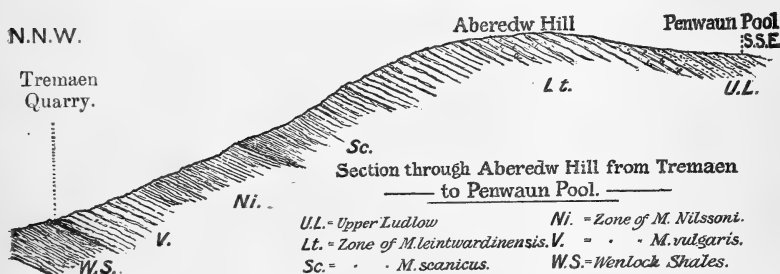 N.N.W.
Aberedw Hill
Penwaun Pool
S.S.E
Tremaen
Quarry.
Lt.
U.L.
Sc.
Ni.
V.
W.S.
Section through Aberedw Hill from Tremaen
to Penwaun Pool.
U.L. = Upper Ludlow
Lt. = Zone of M. leintwardinensis.
Sc. = · · M. scanicus.
Ni. = Zone of M. Nilssoni.
V. = · · M. vulgaris.
W.S. = Wenlock Shales.